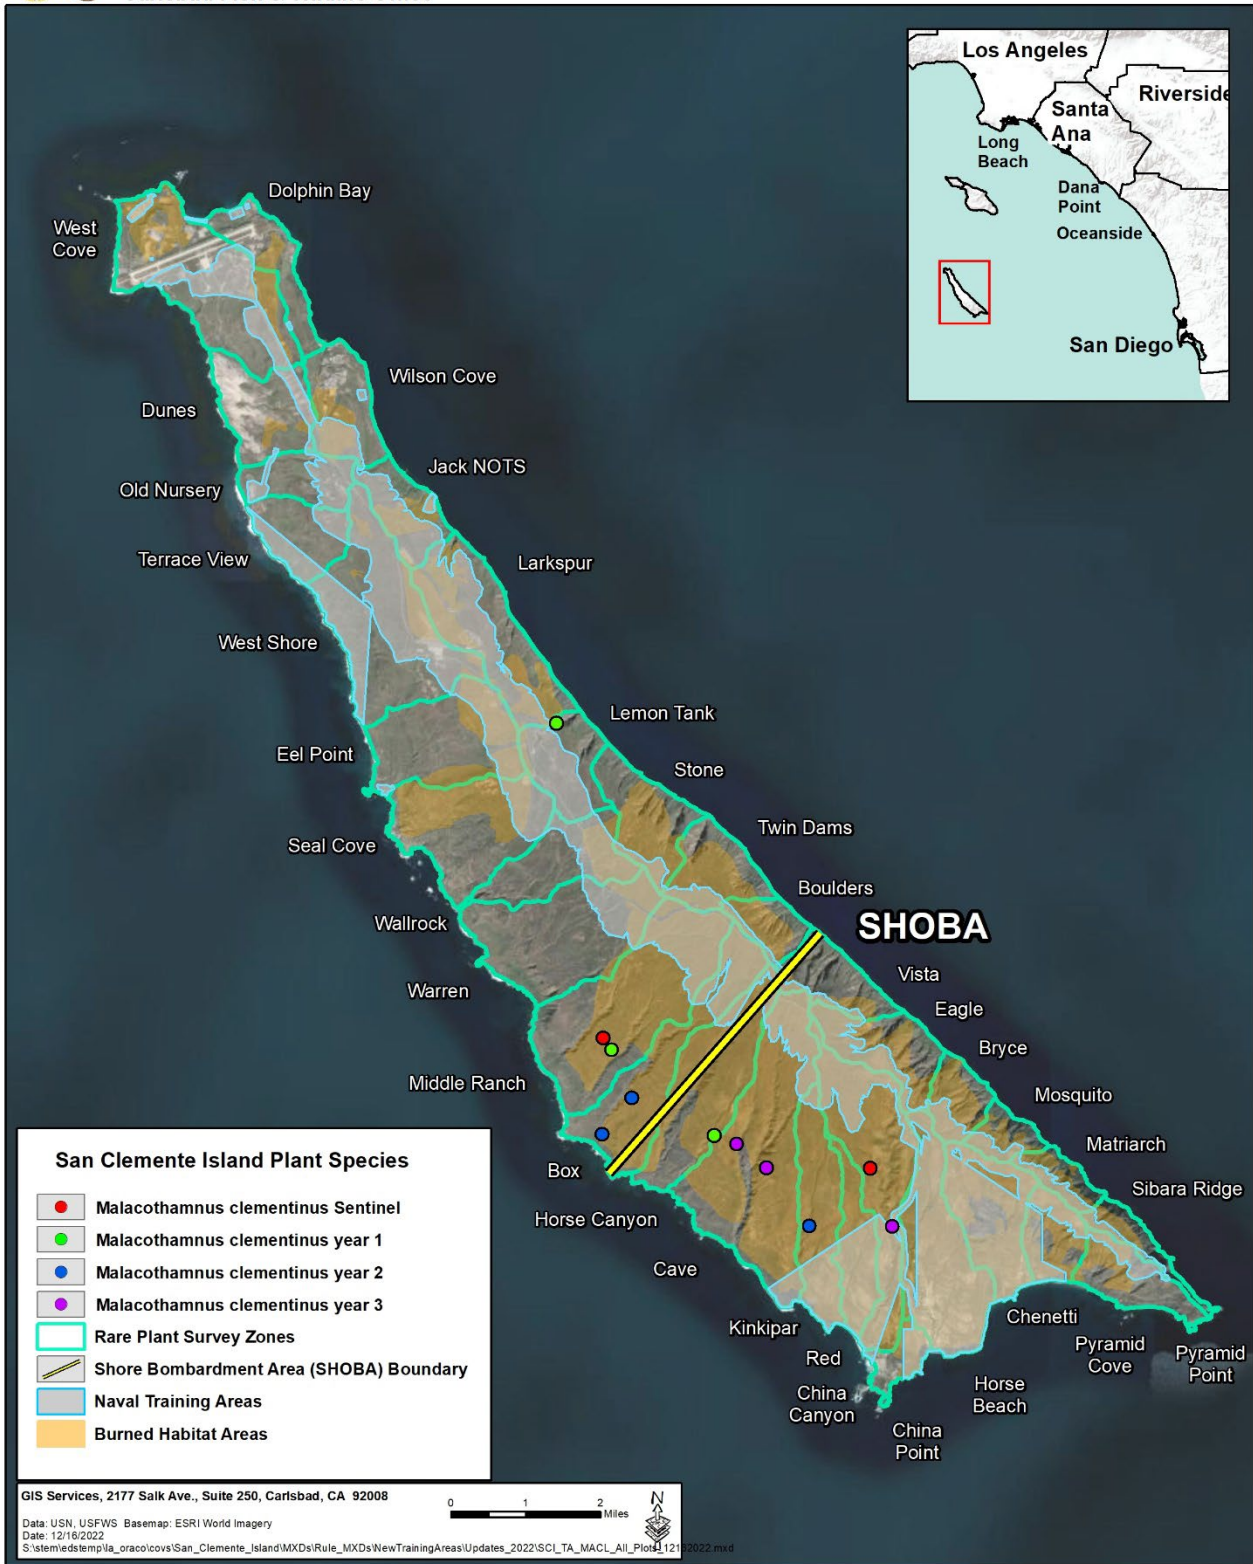 Los Angeles
Riverside
Santa
Ana
Long
Beach
Dana
Point
Oceanside
San Diego
Dolphin Bay
West
Cove
Wilson Cove
Dunes
Jack NOTS
Old Nursery
Terrace View
Larkspur
West Shore
Lemon Tank
Eel Point
Stone
Twin Dams
Seal Cove
Boulders
Wallrock
SHOBA
Vista
Warren
Eagle
Bryce
Middle Ranch
Mosquito
Matriarch
Box
Sibara Ridge
Horse Canyon
Cave
Kinkipar
Chenetti
Red
Pyramid
Cove
Pyramid
Point
China
Canyon
Horse
Beach
China
Point
San Clemente Island Plant Species
Malacothamnus clementinus Sentinel
Malacothamnus clementinus year 1
Malacothamnus clementinus year 2
Malacothamnus clementinus year 3
Rare Plant Survey Zones
Shore Bombardment Area (SHOBA) Boundary
Naval Training Areas
Burned Habitat Areas
GIS Services, 2177 Salk Ave., Suite 250, Carlsbad, CA 92008
0 1 2
Miles
N
Data: USN, USFWS Basemap: ESRI World Imagery
Date: 12/16/2022